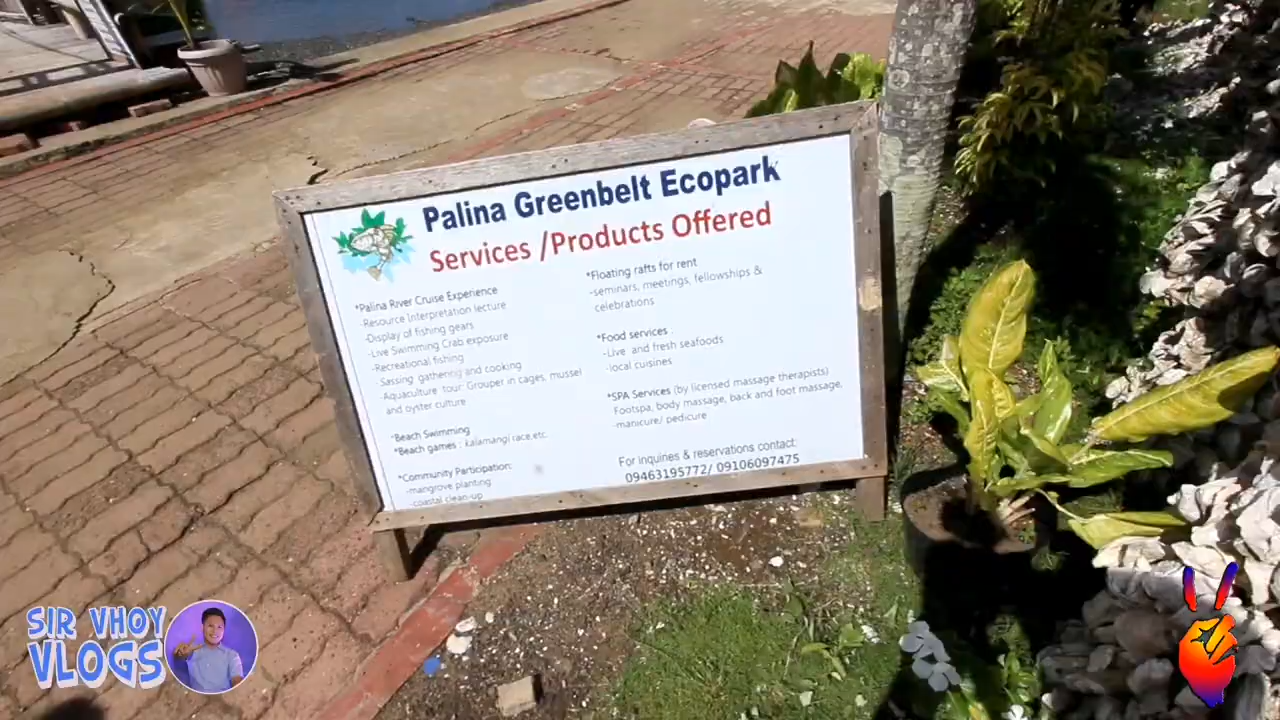 Palina Greenbelt Ecopark
Services /Products Offered
*Palina River Cruise Experience
-Resource Interpretation lecture
-Display of fishing gears
-Live Swimming Crab exposure
-Recreational fishing
-Sassing gathering and cooking
-Aquaculture tour: Grouper in cages, mussel
and oyster culture
*Beach Swimming
*Beach games : kalamangi race,etc.
*Community Participation:
-mangrove planting
-coastal clean-up
*Floating rafts for rent
-seminars, meetings, fellowships &
celebrations
*Food services :
-Live and fresh seafoods
-local cuisines
*SPA Services (by licensed massage therapists)
Footspa, body massage, back and foot massage,
-manicure/ pedicure
For inquines & reservations contact:
09463195772/ 09106097475
SIR VHOY
VLOGS